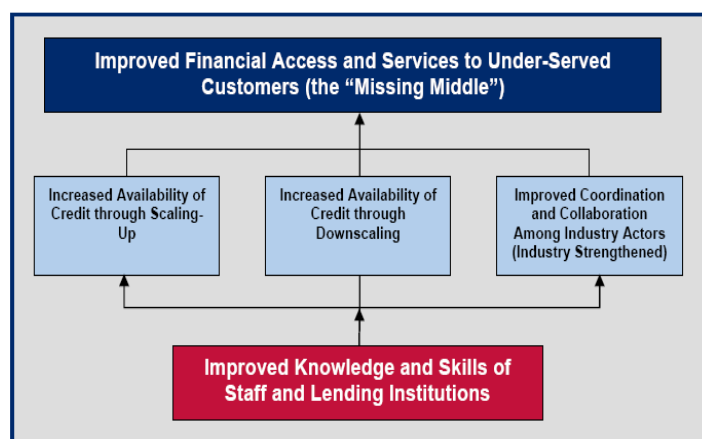 Improved Financial Access and Services to Under-Served
Customers (the “Missing Middle”)
Increased Availability of
Credit through Scaling-
Up
Increased Availability of
Credit through
Downscaling
Improved Coordination
and Collaboration
Among Industry Actors
(Industry Strengthened)
Improved Knowledge and Skills of
Staff and Lending Institutions